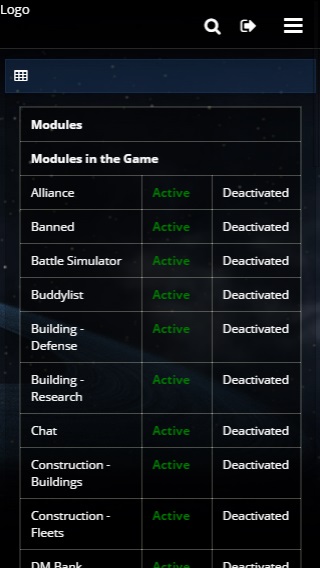 Logo
Modules
Modules in the Game
Alliance Active Deactivated
Banned Active Deactivated
Battle Simulator Active Deactivated
Buddylist Active Deactivated
Building - Active Deactivated
Defense
Building - Active Deactivated
Research
Chat Active Deactivated
Construction - Active Deactivated
Buildings
Construction - Active Deactivated
Fleets
DM Bank Active Deactivated